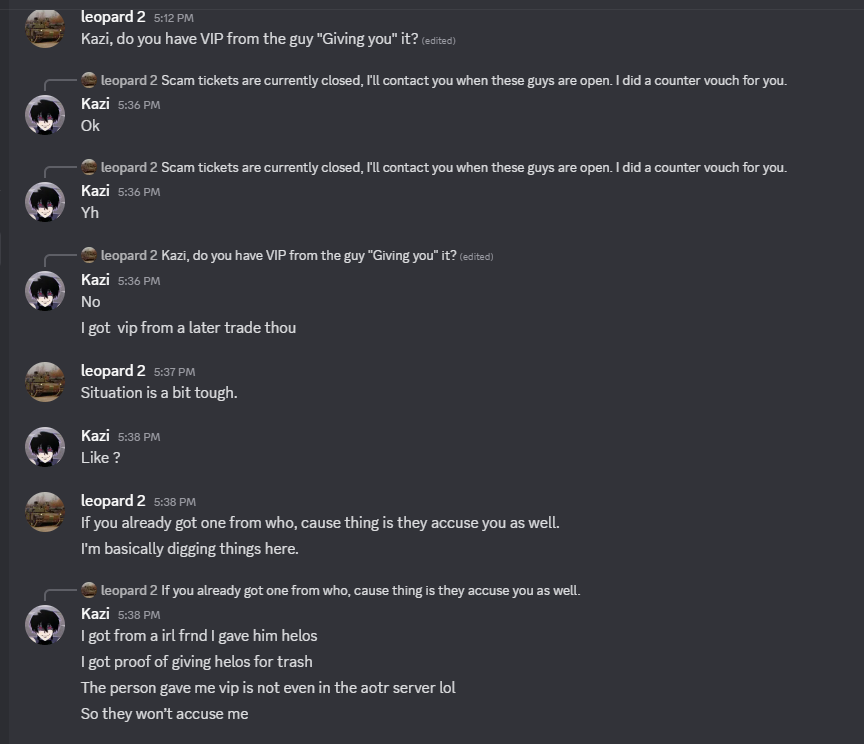 leopard 2 5:12 PM
Kazi, do you have VIP from the guy "Giving you" it? (edited)
leopard 2 Scam tickets are currently closed, I'll contact you when these guys are open. I did a counter vouch for you.
Kazi 5:36 PM
Ok
leopard 2 Scam tickets are currently closed, I'll contact you when these guys are open. I did a counter vouch for you.
Kazi 5:36 PM
Yh
leopard 2 Kazi, do you have VIP from the guy "Giving you" it? (edited)
Kazi 5:36 PM
No
I got vip from a later trade thou
leopard 2 5:37 PM
Situation is a bit tough.
Kazi 5:38 PM
Like ?
leopard 2 5:38 PM
If you already got one from who, cause thing is they accuse you as well.
I'm basically digging things here.
leopard 2 If you already got one from who, cause thing is they accuse you as well.
Kazi 5:38 PM
I got from a irl frnd I gave him helos
I got proof of giving helos for trash
The person gave me vip is not even in the aotr server lol
So they won't accuse me